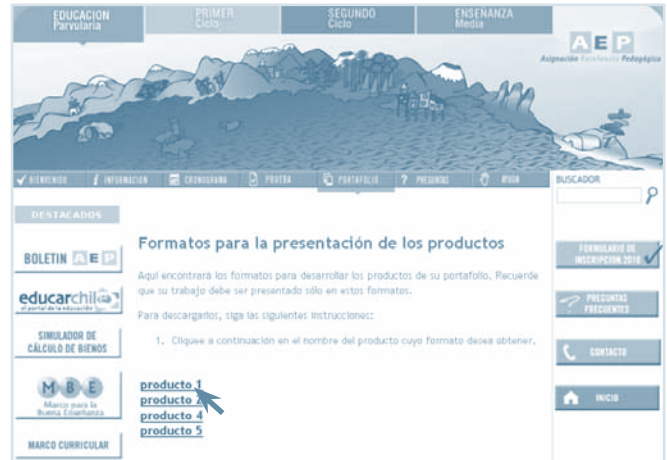 EDUCACION
Parvularia
PRIMER
Ciclo
SEGUNDO
Ciclo
ENSEÑANZA
Media
AEP
Asignación Excelencia Pedagógica
BIENVENIDO
INFORMACION
CRONOGRAMA
PRUEBA
PORTAFOLIO
PREGUNTAS
AYUDA
BUSCADOR
DESTACADOS
BOLETIN AEP
educarchile
el portal de la educación
SIMULADOR DE
CÁLCULO DE BIENOS
MBE
Marco para la
Buena Enseñanza
MARCO CURRICULAR
Formatos para la presentación de los productos
Aquí encontrará los formatos para desarrollar los productos de su portafolio. Recuerde
que su trabajo debe ser presentado sólo en estos formatos.
Para descargarlos, siga las siguientes instrucciones:
1. Cliquee a continuación en el nombre del producto cuyo formato desea obtener.
producto 1
producto 2
producto 4
producto 5
FORMULARIO DE
INSCRIPCION 2010
PREGUNTAS
FRECUENTES
CONTACTO
INICIO